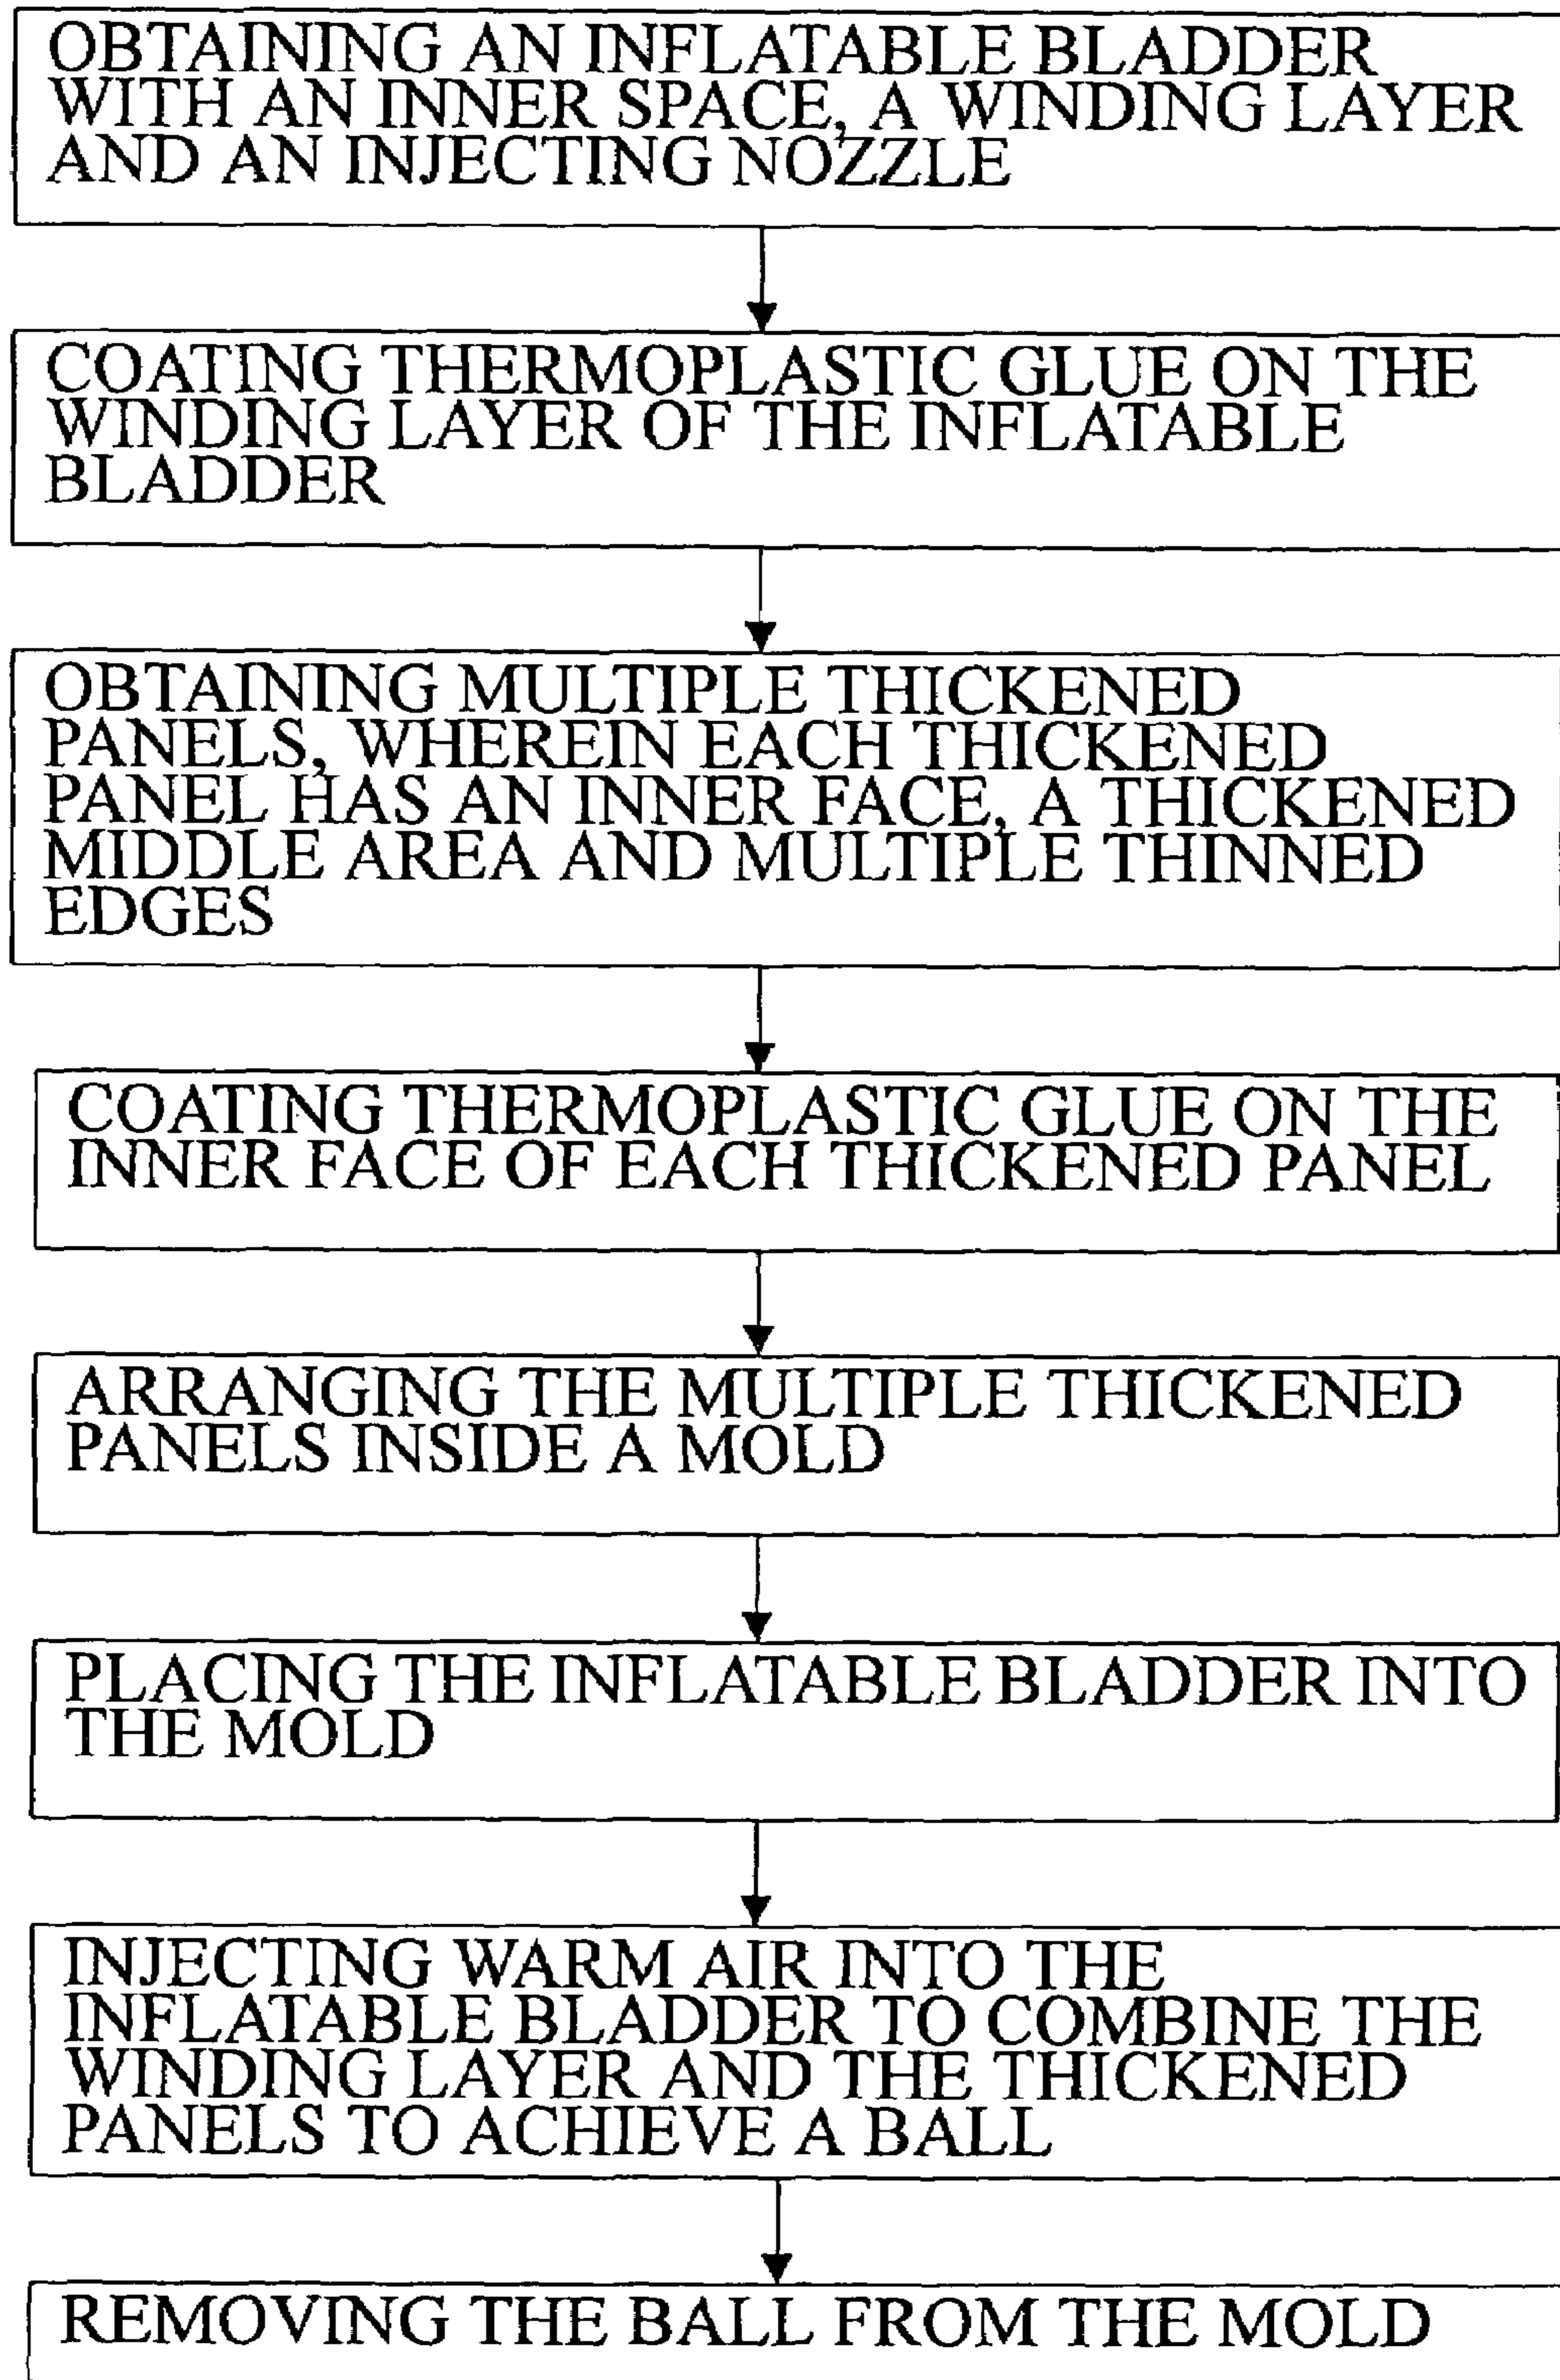 OBTAINING AN INFLATABLE BLADDER
WITH AN INNER SPACE, A WINDING LAYER
AND AN INJECTING NOZZLE
COATING THERMOPLASTIC GLUE ON THE
WINDING LAYER OF THE INFLATABLE
BLADDER
OBTAINING MULTIPLE THICKENED
PANELS, WHEREIN EACH THICKENED
PANEL HAS AN INNER FACE, A THICKENED
MIDDLE AREA AND MULTIPLE THINNED
EDGES
COATING THERMOPLASTIC GLUE ON THE
INNER FACE OF EACH THICKENED PANEL
ARRANGING THE MULTIPLE THICKENED
PANELS INSIDE A MOLD
PLACING THE INFLATABLE BLADDER INTO
THE MOLD
INJECTING WARM AIR INTO THE
INFLATABLE BLADDER TO COMBINE THE
WINDING LAYER AND THE THICKENED
PANELS TO ACHIEVE A BALL
REMOVING THE BALL FROM THE MOLD